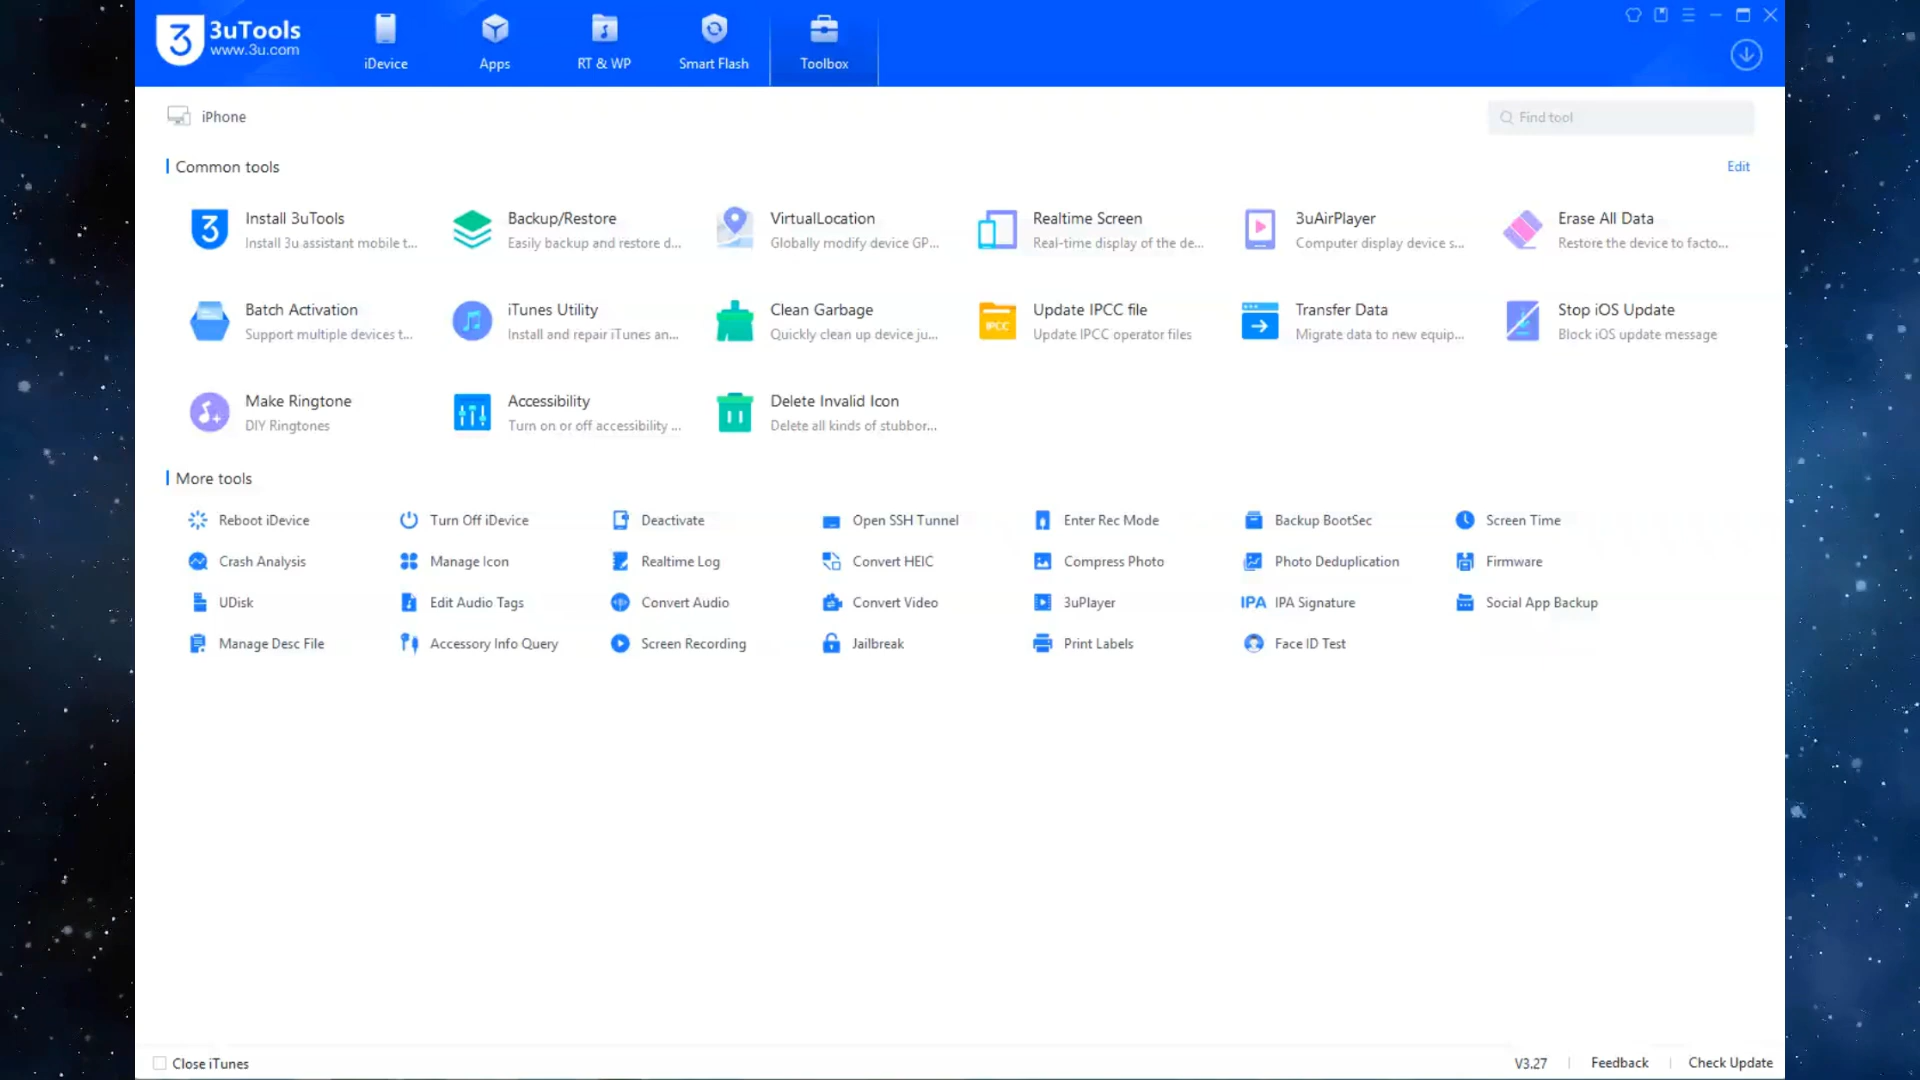 3 3uTools
www.3u.com
iDevice
Apps
RT & WP
Smart Flash
Toolbox
iPhone
Find tool
Common tools
Edit
3 Install 3uTools
Install 3u assistant mobile t...
Backup/Restore
Easily backup and restore d...
VirtualLocation
Globally modify device GP...
Realtime Screen
Real-time display of the de...
3uAirPlayer
Computer display device s...
Erase All Data
Restore the device to facto...
Batch Activation
Support multiple devices t...
iTunes Utility
Install and repair iTunes an...
Clean Garbage
Quickly clean up device ju...
IPCC
Update IPCC file
Update IPCC operator files
Transfer Data
Migrate data to new equip...
Stop iOS Update
Block iOS update message
Make Ringtone
DIY Ringtones
Accessibility
Turn on or off accessibility ...
Delete Invalid Icon
Delete all kinds of stubbor...
More tools
Reboot iDevice
Turn Off iDevice
Deactivate
Open SSH Tunnel
Enter Rec Mode
Backup BootSec
Screen Time
Crash Analysis
Manage Icon
Realtime Log
Convert HEIC
Compress Photo
Photo Deduplication
Firmware
UDisk
Edit Audio Tags
Convert Audio
Convert Video
3uPlayer
IPA IPA Signature
Social App Backup
Manage Desc File
Accessory Info Query
Screen Recording
Jailbreak
Print Labels
Face ID Test
Close iTunes
V3.27
Feedback
Check Update